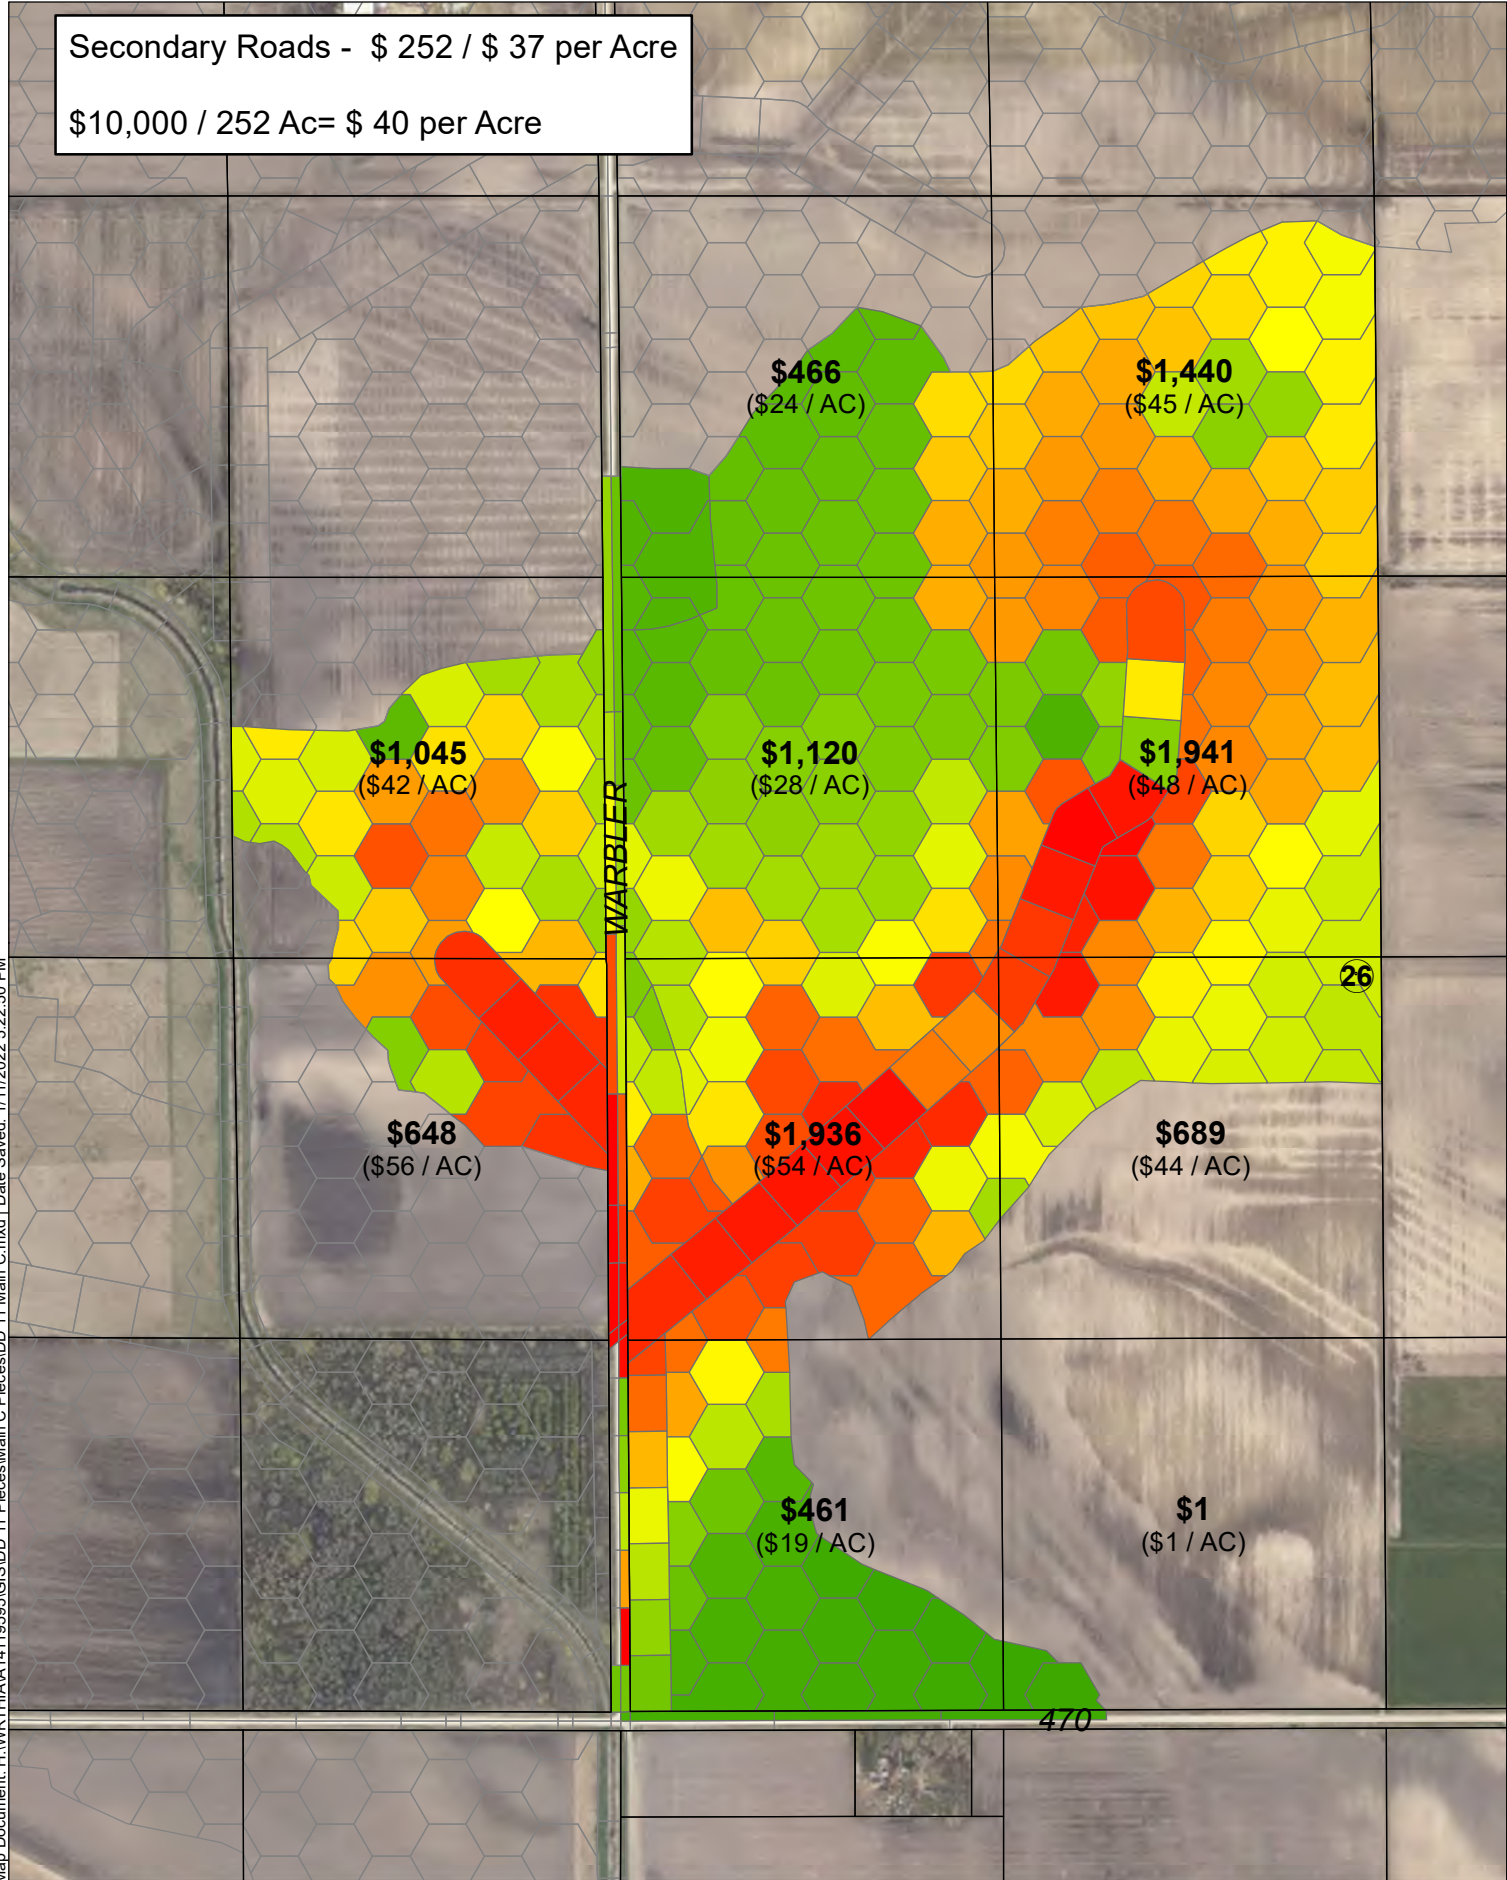 Secondary Roads - $ 252 / $ 37 per Acre
$10,000 / 252 Ac= $ 40 per Acre
$466
($24 / AC)
$1,440
($45 / AC)
$1,045
($42 / AC)
$1,120
($28 / AC)
$1,941
($48 / AC)
WARBLER
26
$648
($56 / AC)
$1,936
($54 / AC)
$689
($44 / AC)
$461
($19 / AC)
$1
($1 / AC)
470